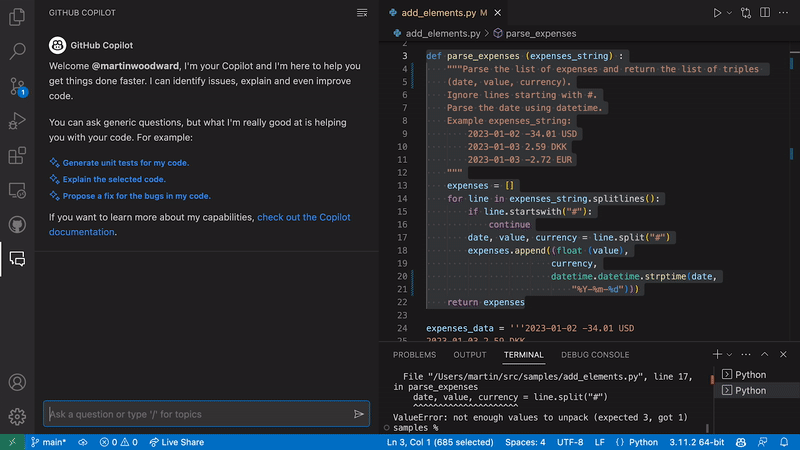 GITHUB COPILOT
GitHub Copilot
Welcome @martinwoodward, I'm your Copilot and I'm here to help you
get things done faster. I can identify issues, explain and even improve
code.
You can ask generic questions, but what I'm really good at is helping
you with your code. For example:
Generate unit tests for my code.
Explain the selected code.
Propose a fix for the bugs in my code.
If you want to learn more about my capabilities, check out the Copilot
documentation.
1
Ask a question or type '/' for topics
add_elements.py M
add_elements.py > parse_expenses
2
3 def parse_expenses (expenses_string) :
4 """Parse the list of expenses and return the list of triples
5 (date, value, currency).
6 Ignore lines starting with #.
7 Parse the date using datetime.
8 Example expenses_string:
9 2023-01-02 -34.01 USD
10 2023-01-03 2.59 DKK
11 2023-01-03 -2.72 EUR
12 """
13 expenses = []
14 for line in expenses_string.splitlines():
15 if line.startswith("#"):
16 continue
17 date, value, currency = line.split("#")
18 expenses.append((float (value),
19 currency,
20 datetime.datetime.strptime(date,
21 "%Y-%m-%d")))
22 return expenses
23
24 expenses_data = '''2023-01-02 -34.01 USD
25 2023-01-03 2.59 DKK
PROBLEMS OUTPUT TERMINAL DEBUG CONSOLE
File "/Users/martin/src/samples/add_elements.py", line 17,
in parse_expenses
date, value, currency = line.split("#")
^^^^^^^^^^^^^^^^^^^^^
ValueError: not enough values to unpack (expected 3, got 1)
samples %
Python
Python
main* 0 0 Live Share Ln 3, Col 1 (685 selected) Spaces: 4 UTF-8 LF { } Python 3.11.2 64-bit